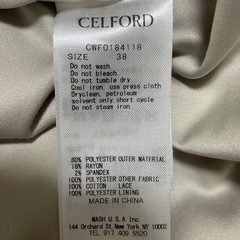 CELFORD
CWFO184118
SIZE 38
Do not wash.
Do not bleach.
Do not tumble dry
Cool iron, use press cloth
Dryclean, petroleum
solvent only, short cycle
Do not steam iron.
80% POLYESTER OUTER MATERIAL
18% RAYON
2% SPANDEX
100% POLYESTER OTHER FABRIC
100% COTTON LACE
100% POLYESTER LINING
MADE IN CHINA
MASH U.S.A Inc
144 Orchard St, New York, NY 10002
TEL 917 409 5520